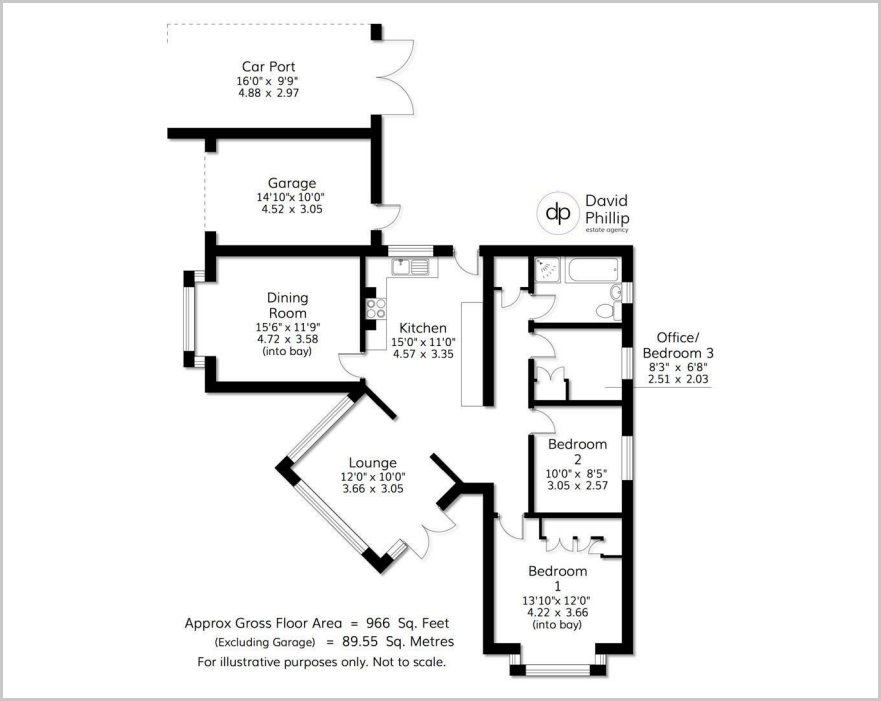 Car Port
16'0" x 9'9"
4.88 x 2.97
Garage
14'10"x 10'0"
4.52 x 3.05
dp
David
Phillip
estate agency
Dining
Room
15'6" x 11'9"
4.72 x 3.58
(into bay)
Kitchen
15'0" x 11'0"
4.57 x 3.35
Office/
Bedroom 3
8'3" x 6'8"
2.51 x 2.03
Lounge
12'0" x 10'0"
3.66 x 3.05
Bedroom
2
10'0" x 8'5"
3.05 x 2.57
Bedroom
1
13'10"x 12'0"
4.22 x 3.66
(into bay)
Approx Gross Floor Area = 966 Sq. Feet
(Excluding Garage) = 89.55 Sq. Metres
For illustrative purposes only. Not to scale.